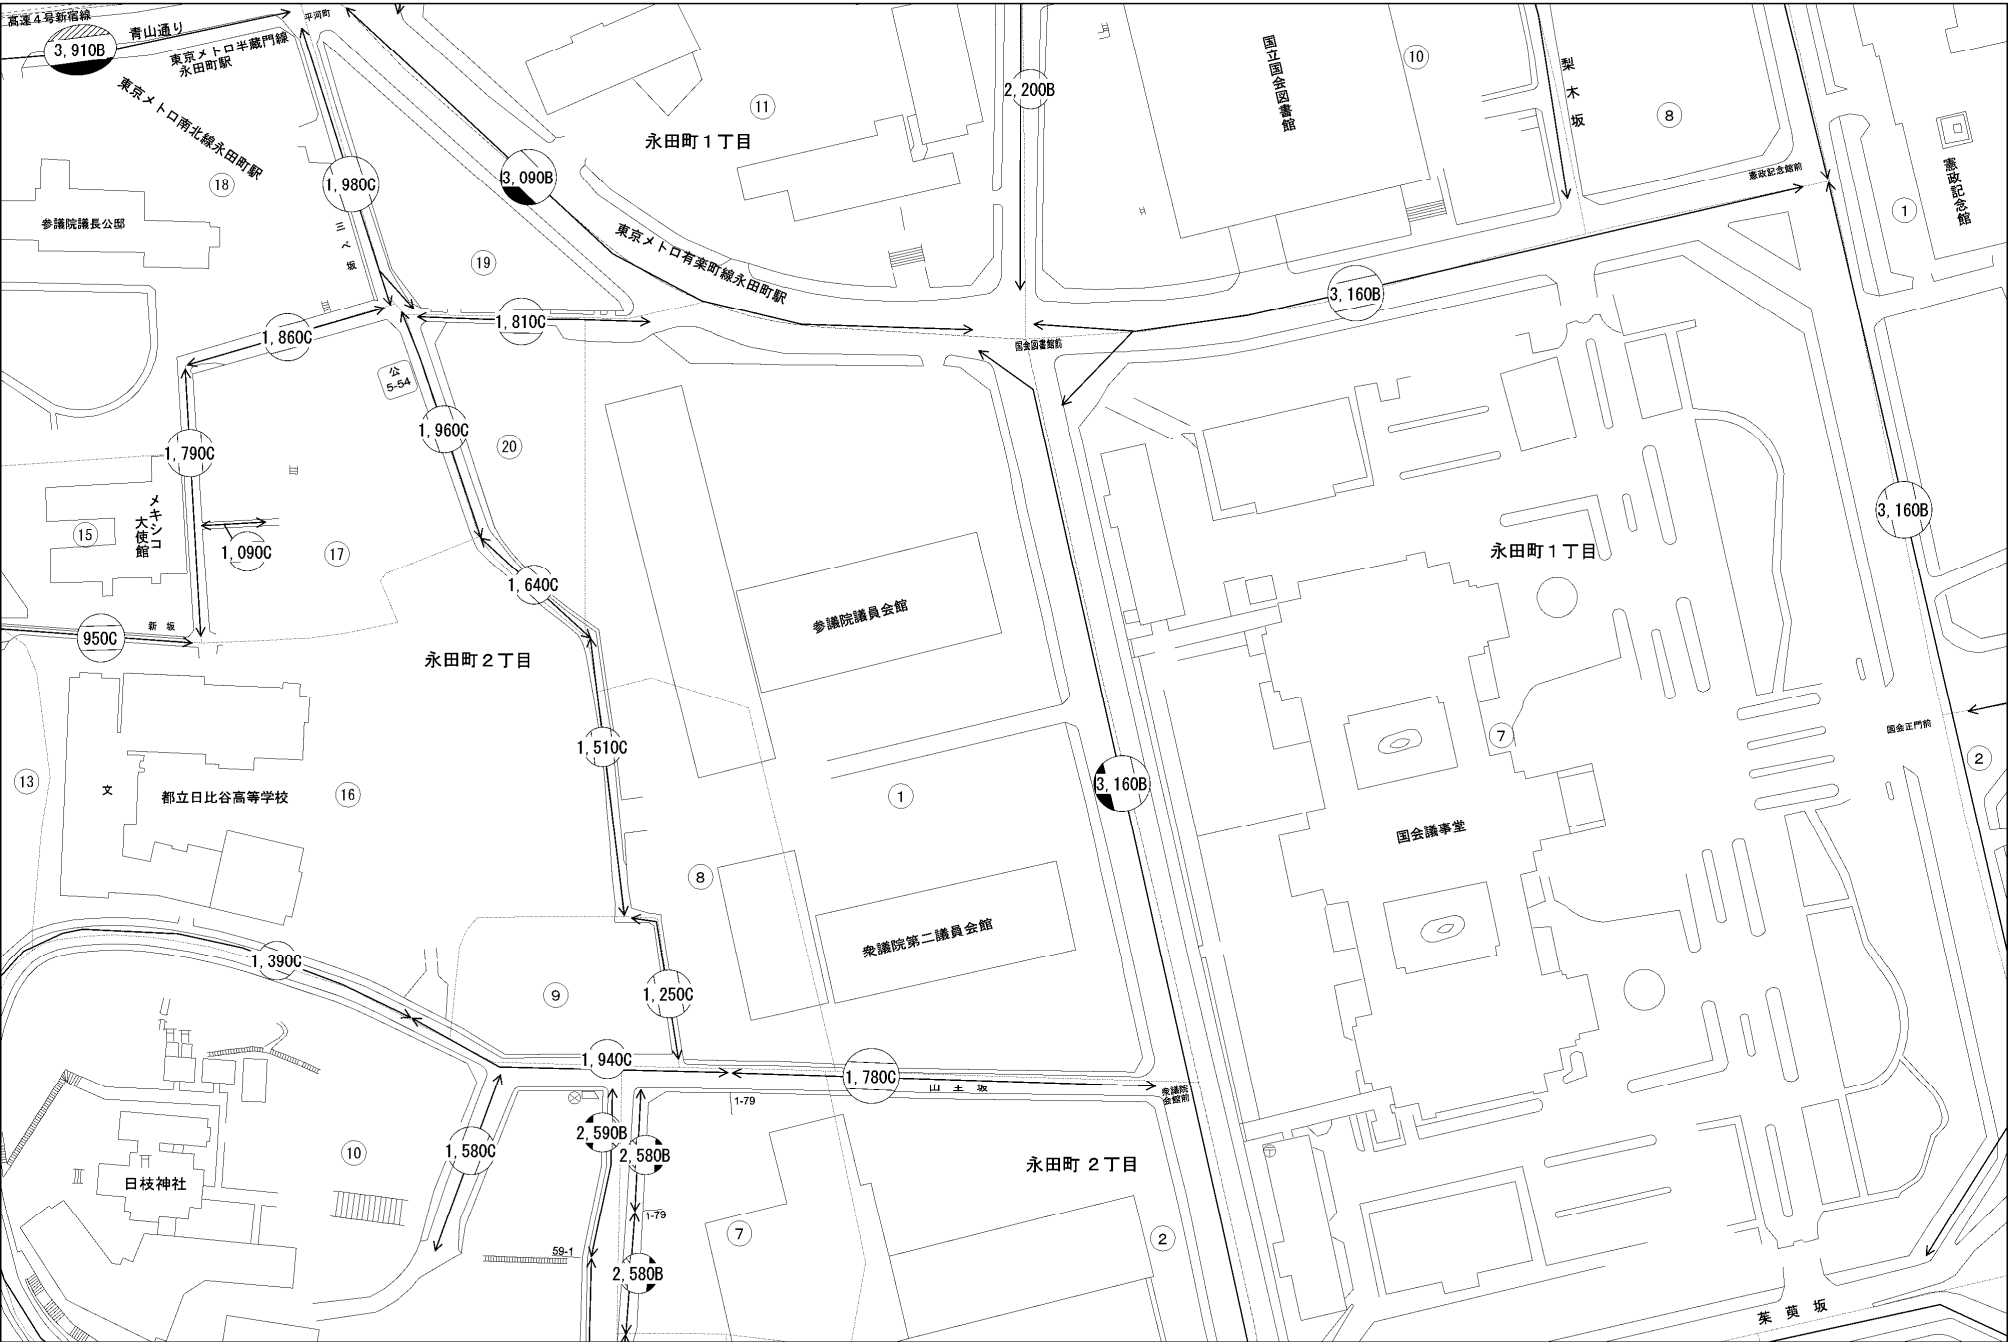 高速４号新宿線
青山通り
平河町
3,910B
東京メトロ半蔵門線
永田町駅
東京メトロ南北線永田町駅
18
参議院議長公邸
1,980C
三べ坂
3,090B
11
永田町１丁目
2,200B
国立国会図書館
10
梨木坂
8
憲政記念館前
憲政記念館
1
19
東京メトロ有楽町線永田町駅
3,160B
1,860C
1,810C
国会図書館前
公
5-54
1,960C
20
1,790C
メキシコ
大使館
15
1,090C
17
3,160B
永田町１丁目
1,640C
参議院議員会館
950C
新坂
永田町２丁目
国会正門前
2
7
1,510C
13
文
都立日比谷高等学校
16
1
3,160B
国会議事堂
8
衆議院第二議員会館
1,390C
9
1,250C
1,940C
1,780C
山王坂
衆議院
会館前
1-79
2,590B
2,580B
1,580C
10
日枝神社
永田町２丁目
1-79
7
2
59-1
2,580B
茱萸坂